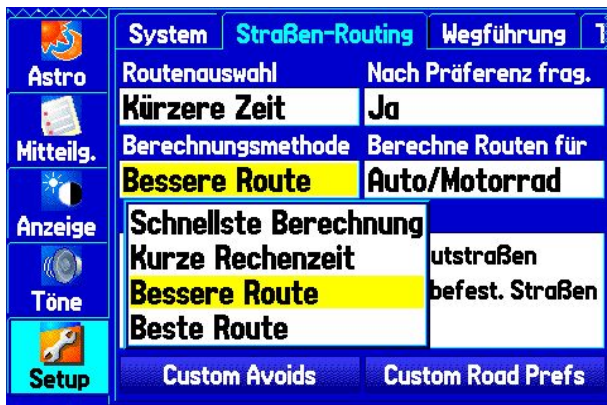 System Straßen-Routing Wegführung
Astro
Routenauswahl Nach Präferenz frag.
Kürzere Zeit Ja
Mitteilg.
Berechnungsmethode Berechne Routen für
Bessere Route Auto/Motorrad
Anzeige
Schnellste Berechnung
Kurze Rechenzeit utstraßen
Bessere Route befest. Straßen
Töne
Beste Route
Setup
Custom Avoids Custom Road Prefs